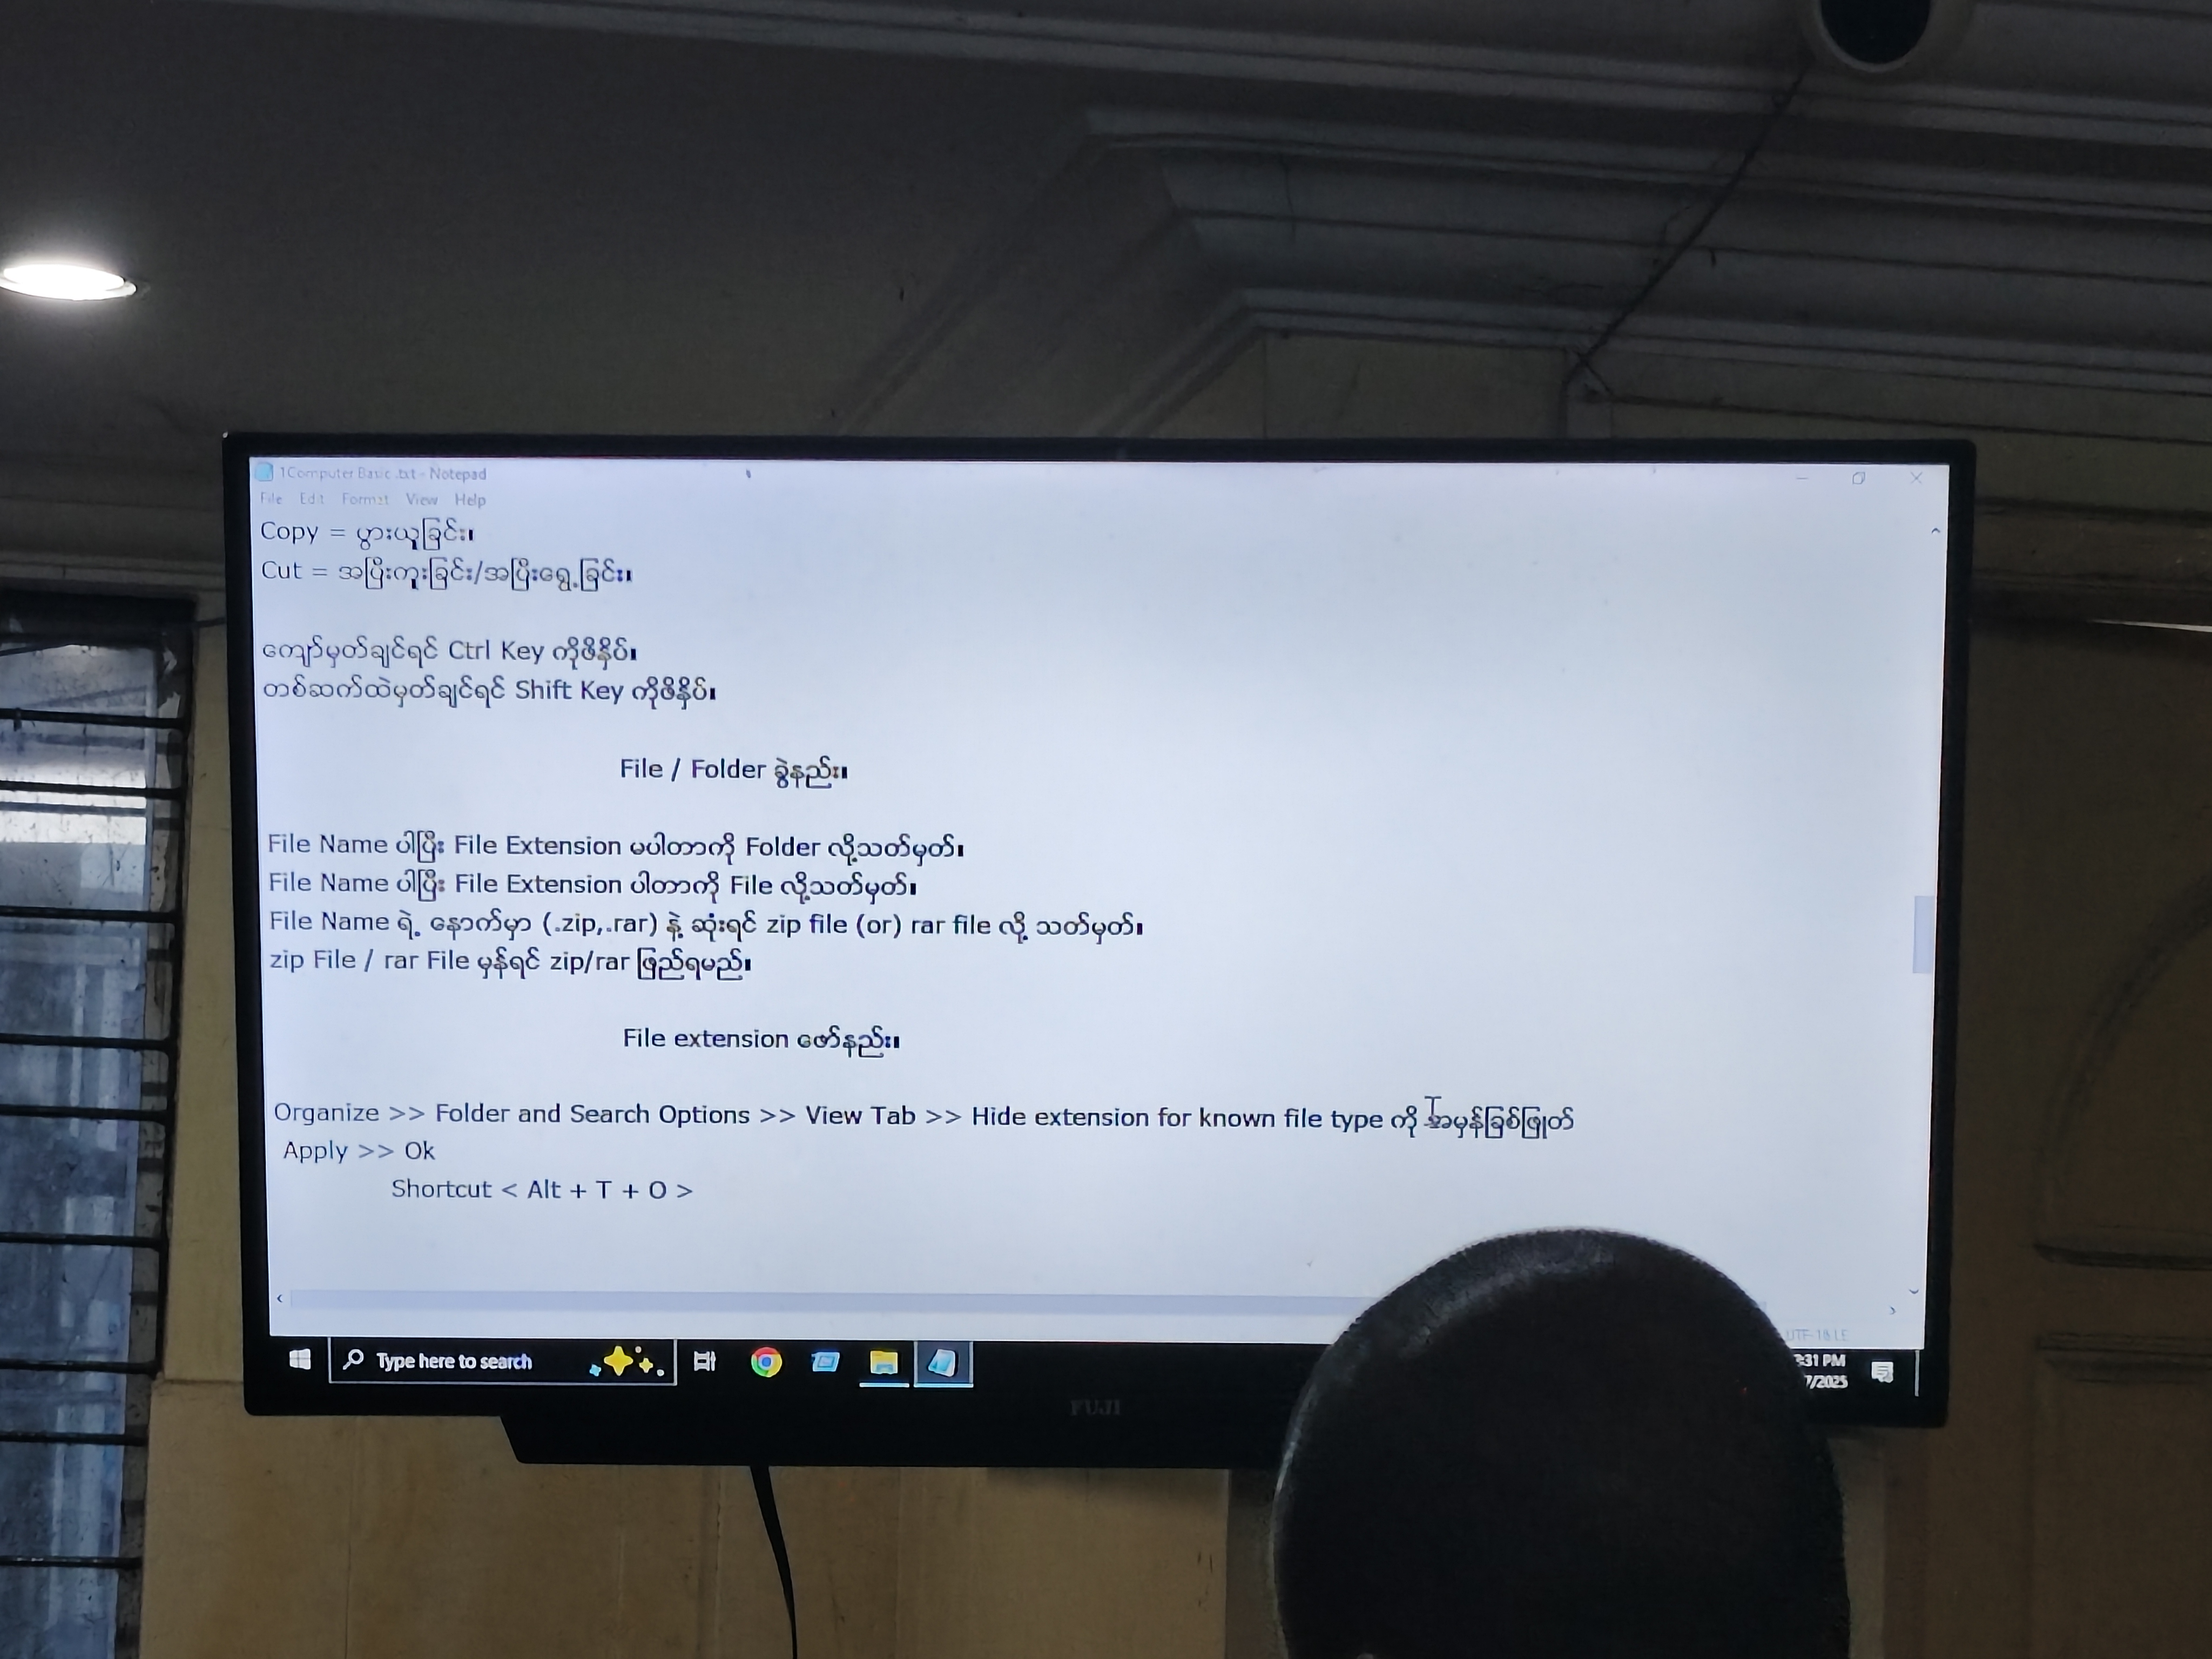 1Computer Basic .txt - Notepad
File Edit Format View Help
Copy = ပွားယူခြင်း။
Cut = အပြီးကူးခြင်း/အပြီးရွေ့ခြင်း။
ကျော်မှတ်ချင်ရင် Ctrl Key ကိုဖိနှိပ်။
တစ်ဆက်ထဲမှတ်ချင်ရင် Shift Key ကိုဖိနှိပ်။
File / Folder ခွဲနည်း။
File Name ပါပြီး File Extension မပါတာကို Folder လို့သတ်မှတ်။
File Name ပါပြီး File Extension ပါတာကို File လို့သတ်မှတ်။
File Name ရဲ့ နောက်မှာ (.zip,.rar) နဲ့ ဆုံးရင် zip file (or) rar file လို့ သတ်မှတ်။
zip File / rar File မှန်ရင် zip/rar ဖြည်ရမည်။
File extension ဖော်နည်း။
Organize >> Folder and Search Options >> View Tab >> Hide extension for known file type ကို အမှန်ခြစ်ဖြုတ်
Apply >> Ok
Shortcut < Alt + T + O >
UTF-16 LE
Type here to search
31 PM
7/2025
FUJI